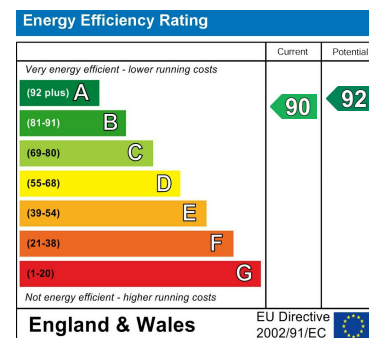 Energy Efficiency Rating
Current Potential
Very energy efficient - lower running costs
(92 plus) A
90 92
(81-91) B
(69-80) C
(55-68) D
(39-54) E
(21-38) F
(1-20) G
Not energy efficient - higher running costs
England & Wales
EU Directive
2002/91/EC